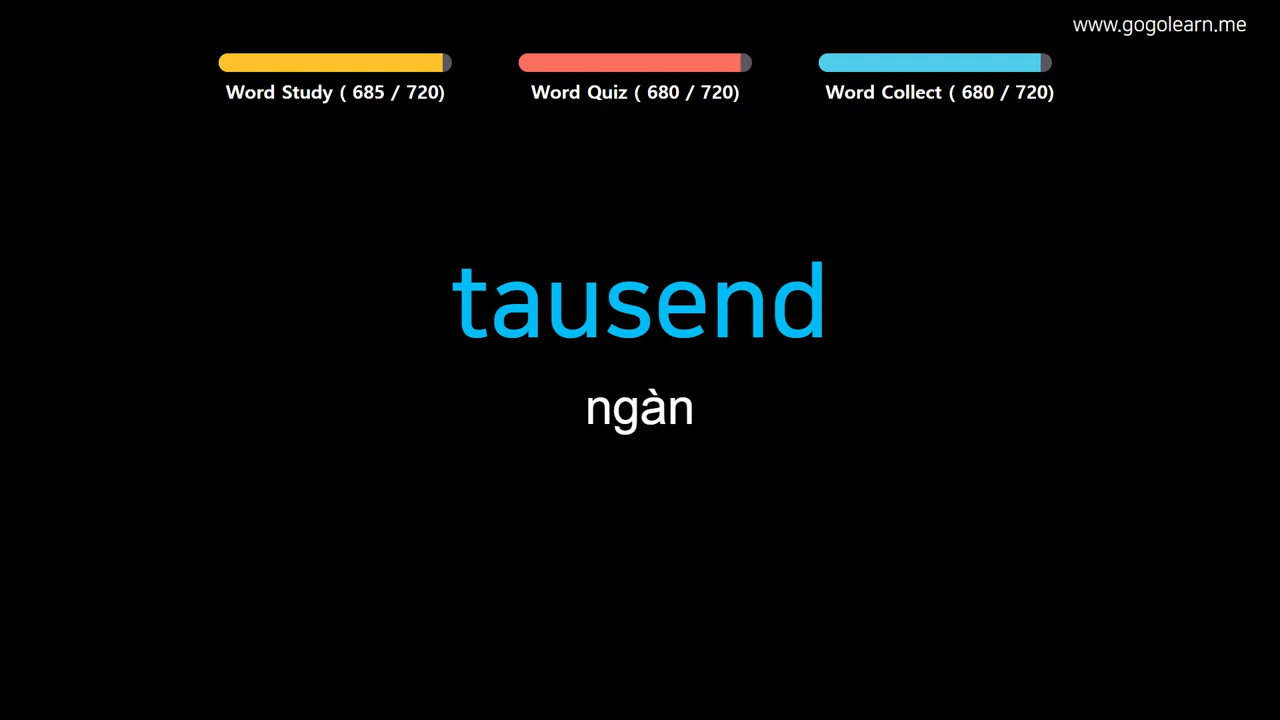 www.gogolearn.me
Word Study ( 685 / 720)
Word Quiz ( 680 / 720)
Word Collect ( 680 / 720)
tausend
ngàn